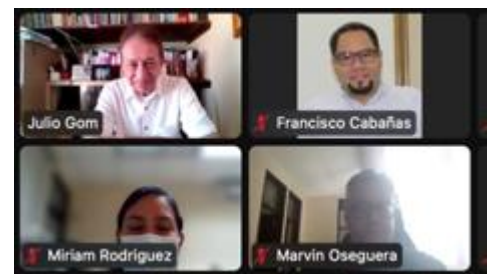 Julio Gom
Francisco Cabañas
Miriam Rodriguez
Marvin Oseguera